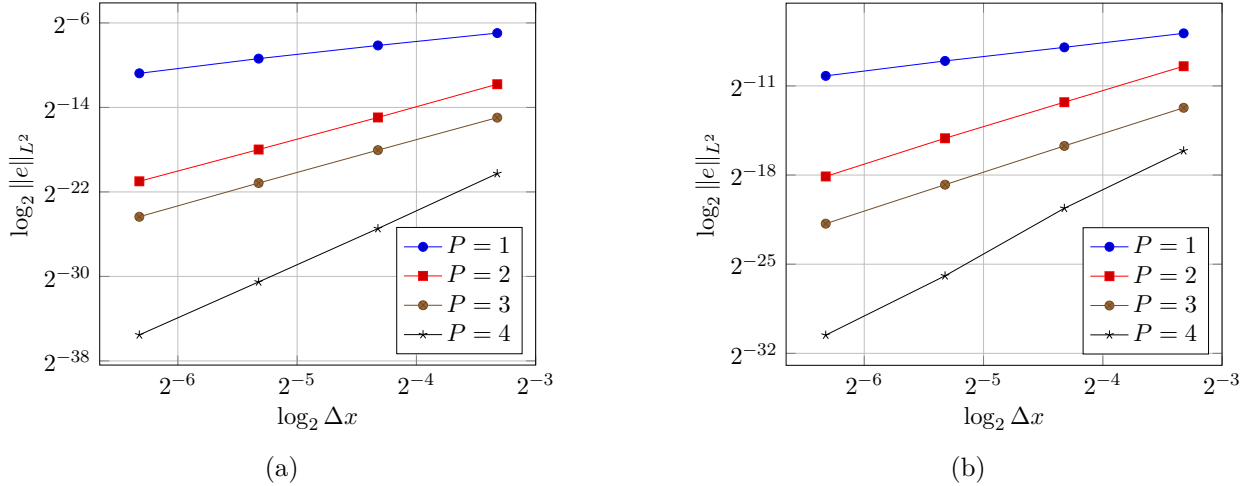 2^{-6}
2^{-14}
2^{-22}
2^{-30}
2^{-38}
log_2 ||e||_{L^2}
P = 1
P = 2
P = 3
P = 4
2^{-6} 2^{-5} 2^{-4} 2^{-3}
log_2 Δx
(a)
2^{-11}
2^{-18}
2^{-25}
2^{-32}
log_2 ||e||_{L^2}
P = 1
P = 2
P = 3
P = 4
2^{-6} 2^{-5} 2^{-4} 2^{-3}
log_2 Δx
(b)